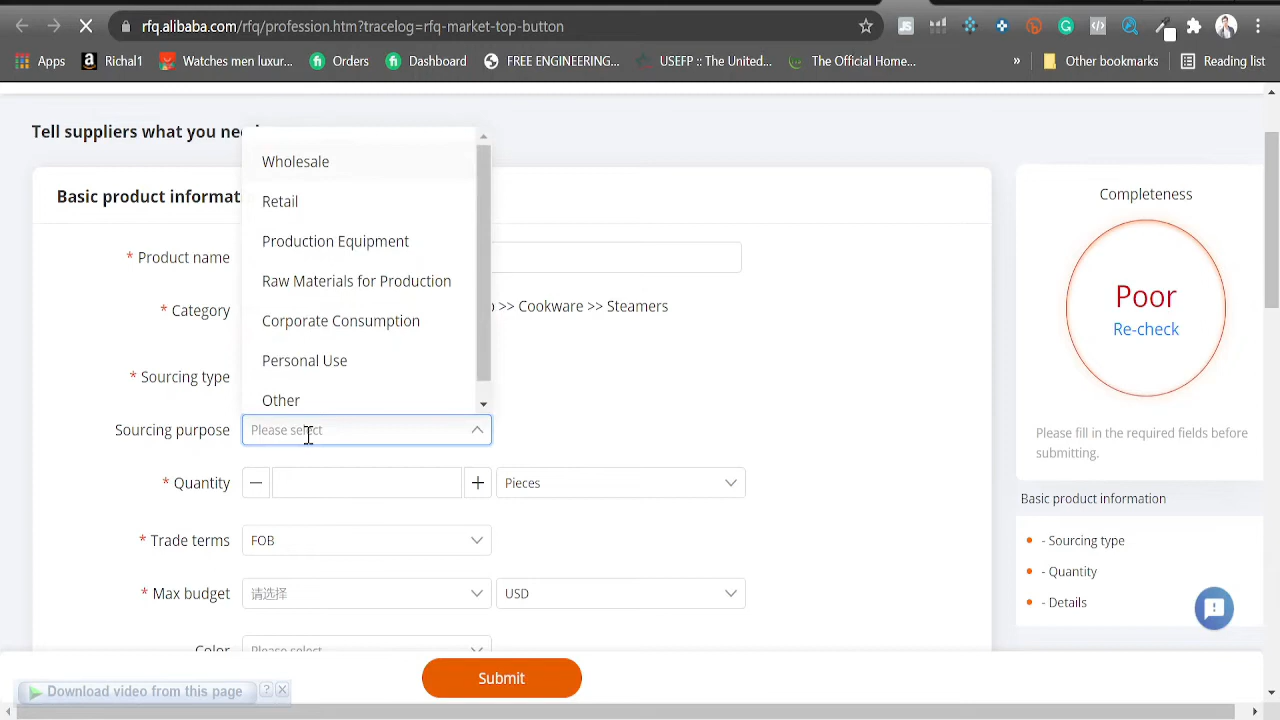 rfq.alibaba.com/rfq/profession.htm?tracelog=rfq-market-top-button
Apps
Richal1
Watches men luxur...
Orders
Dashboard
FREE ENGINEERING...
USEFP :: The United...
The Official Home...
»
Other bookmarks
Reading list
Tell suppliers what you nee
Basic product informat
* Product name
* Category
>> Cookware >> Steamers
* Sourcing type
Wholesale
Retail
Production Equipment
Raw Materials for Production
Corporate Consumption
Personal Use
Other
Sourcing purpose
Please select
* Quantity
Pieces
* Trade terms
FOB
* Max budget
请选择
USD
Color
Please select
Submit
Completeness
Poor
Re-check
Please fill in the required fields before
submitting.
Basic product information
- Sourcing type
- Quantity
- Details
Download video from this page
?